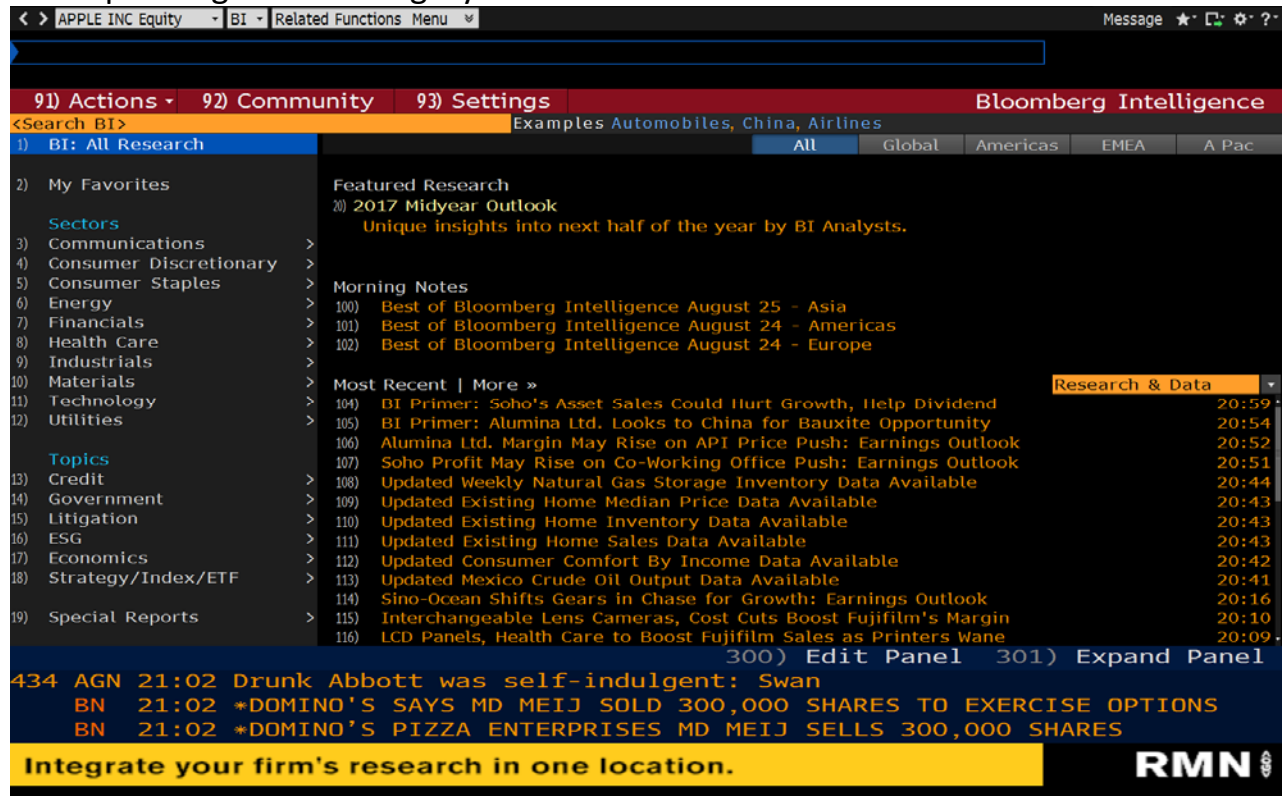 < > APPLE INC Equity BI Related Functions Menu Message
91) Actions 92) Community 93) Settings Bloomberg Intelligence
<Search BI> Examples Automobiles, China, Airlines
1) BI: All Research All Global Americas EMEA A Pac
2) My Favorites
Sectors
3) Communications >
4) Consumer Discretionary >
5) Consumer Staples >
6) Energy >
7) Financials >
8) Health Care >
9) Industrials >
10) Materials >
11) Technology >
12) Utilities >
Topics
13) Credit >
14) Government >
15) Litigation >
16) ESG >
17) Economics >
18) Strategy/Index/ETF >
19) Special Reports >
Featured Research
20) 2017 Midyear Outlook
Unique insights into next half of the year by BI Analysts.
Morning Notes
100) Best of Bloomberg Intelligence August 25 - Asia
101) Best of Bloomberg Intelligence August 24 - Americas
102) Best of Bloomberg Intelligence August 24 - Europe
Most Recent | More » Research & Data
104) BI Primer: Soho's Asset Sales Could Hurt Growth, Help Dividend 20:59
105) BI Primer: Alumina Ltd. Looks to China for Bauxite Opportunity 20:54
106) Alumina Ltd. Margin May Rise on API Price Push: Earnings Outlook 20:52
107) Soho Profit May Rise on Co-Working Office Push: Earnings Outlook 20:51
108) Updated Weekly Natural Gas Storage Inventory Data Available 20:44
109) Updated Existing Home Median Price Data Available 20:43
110) Updated Existing Home Inventory Data Available 20:43
111) Updated Existing Home Sales Data Available 20:43
112) Updated Consumer Comfort By Income Data Available 20:42
113) Updated Mexico Crude Oil Output Data Available 20:41
114) Sino-Ocean Shifts Gears in Chase for Growth: Earnings Outlook 20:16
115) Interchangeable Lens Cameras, Cost Cuts Boost Fujifilm's Margin 20:10
116) LCD Panels, Health Care to Boost Fujifilm Sales as Printers Wane 20:09
300) Edit Panel 301) Expand Panel
434 AGN 21:02 Drunk Abbott was self-indulgent: Swan
BN 21:02 *DOMINO'S SAYS MD MEIJ SOLD 300,000 SHARES TO EXERCISE OPTIONS
BN 21:02 *DOMINO'S PIZZA ENTERPRISES MD MEIJ SELLS 300,000 SHARES
Integrate your firm's research in one location. RMN